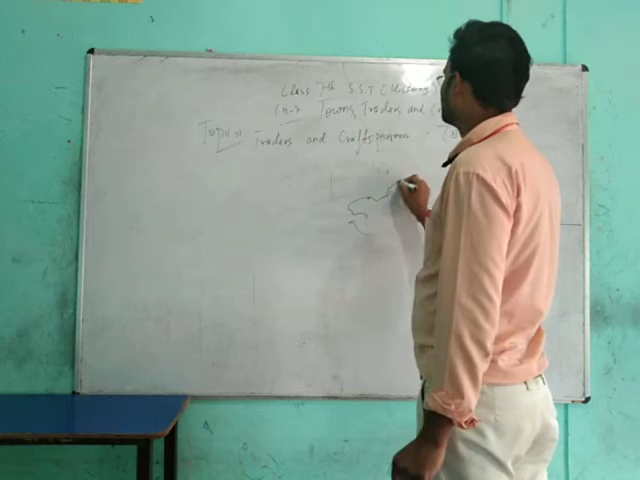 Class 7th S.S.T (History)
Ch-7 Towns, Traders and
Topic:- Traders and Craftspersons